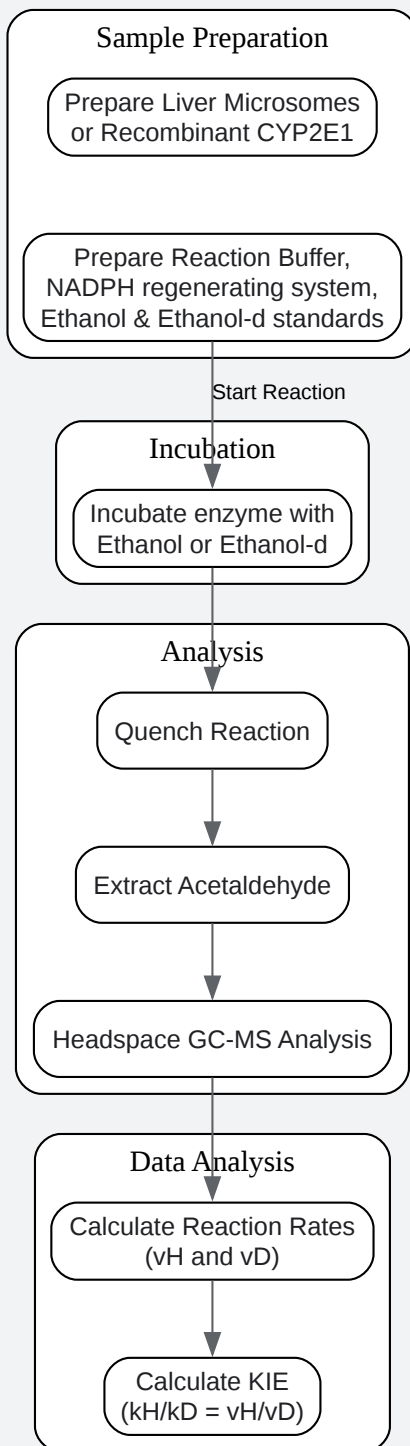 Sample Preparation
Prepare Liver Microsomes
or Recombinant CYP2E1
Prepare Reaction Buffer,
NADPH regenerating system,
Ethanol & Ethanol-d standards
Start Reaction
Incubation
Incubate enzyme with
Ethanol or Ethanol-d
Analysis
Quench Reaction
Extract Acetaldehyde
Headspace GC-MS Analysis
Data Analysis
Calculate Reaction Rates
(vH and vD)
Calculate KIE
(kH/kD = vH/vD)